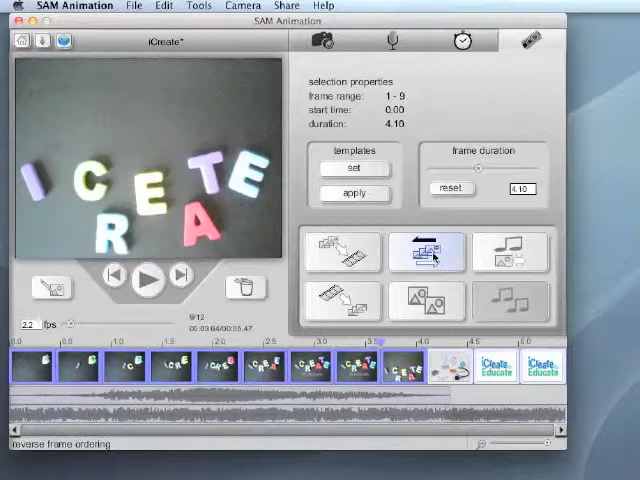 SAM Animation File Edit Tools Camera Share Help
SAM Animation
iCreate*
selection properties
frame range: 1 - 9
start time: 0.00
duration: 4.10
templates
set
apply
frame duration
reset
4.10
I C E T E
R A
2.2 fps
9/12
00:03.64/00:05.47
0.0 0.5 1.0 1.5 2.0 2.5 3.0 3.5 4.0 4.5 5.0
iCreate
Educate
iCreate
Educate
reverse frame ordering